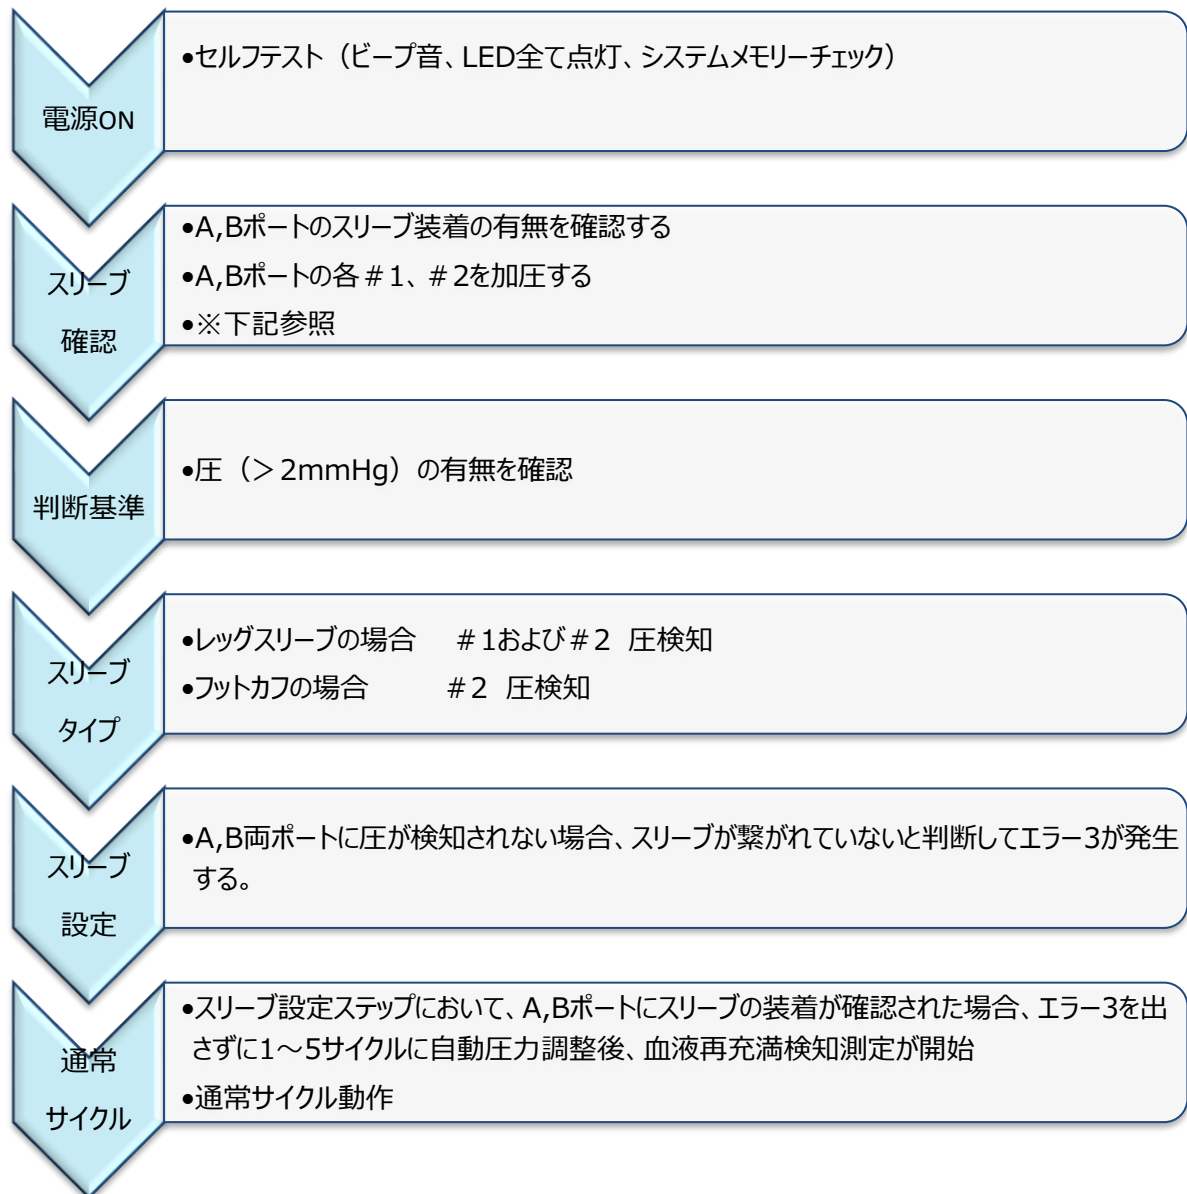 電源ON
•セルフテスト（ビープ音、LED全て点灯、システムメモリーチェック）
スリーブ
確認
•A,Bポートのスリーブ装着の有無を確認する
•A,Bポートの各＃1、＃2を加圧する
•※下記参照
判断基準
•圧（＞2mmHg）の有無を確認
スリーブ
タイプ
•レッグスリーブの場合　＃1および＃2 圧検知
•フットカフの場合　　　＃2 圧検知
スリーブ
設定
•A,B両ポートに圧が検知されない場合、スリーブが繋がれていないと判断してエラー3が発生
する。
通常
サイクル
•スリーブ設定ステップにおいて、A,Bポートにスリーブの装着が確認された場合、エラー3を出
さずに1～5サイクルに自動圧力調整後、血液再充満検知測定が開始
•通常サイクル動作